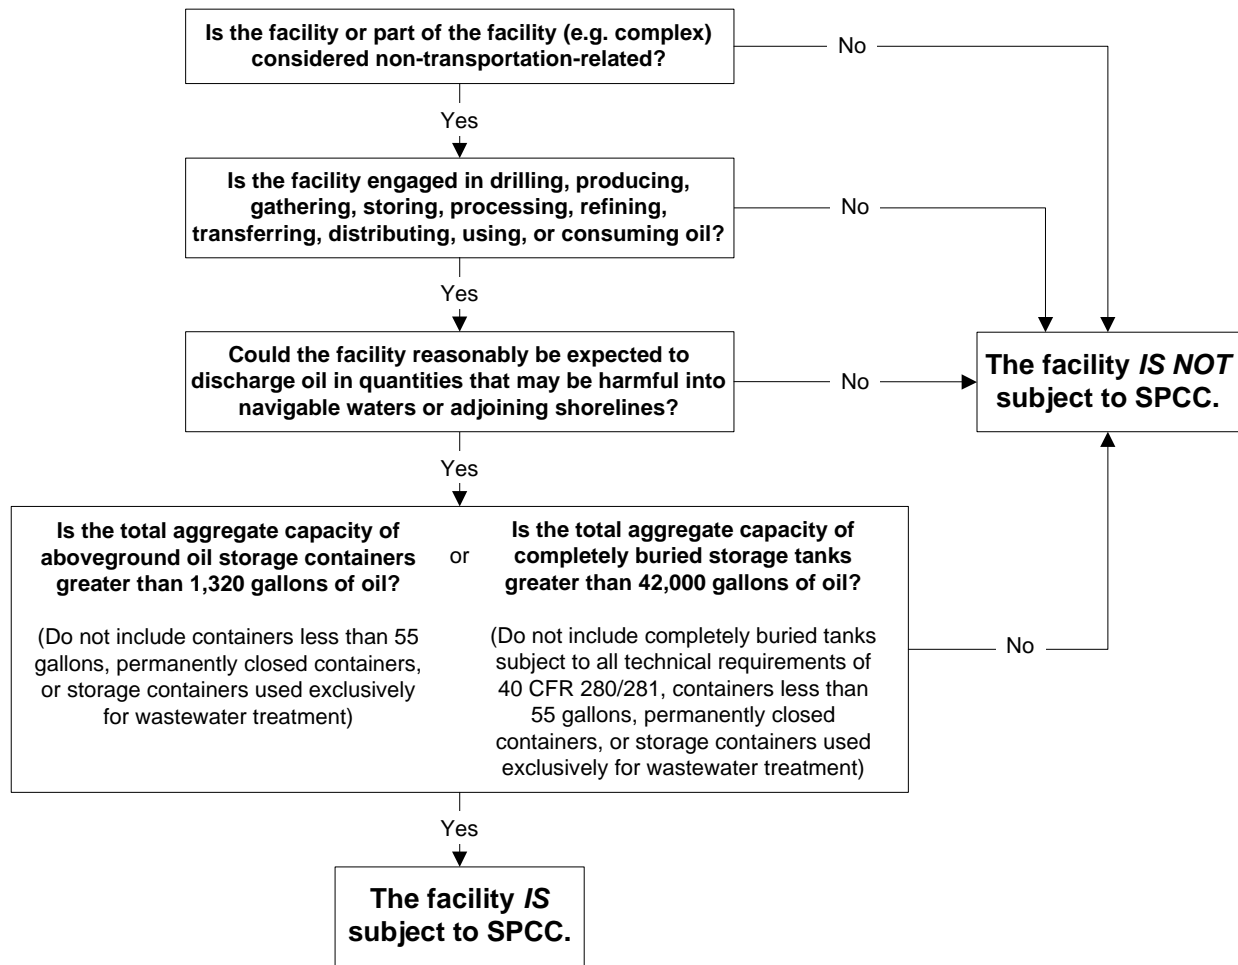 Is the facility or part of the facility (e.g. complex)
considered non-transportation-related?
No
Yes
Is the facility engaged in drilling, producing,
gathering, storing, processing, refining,
transferring, distributing, using, or consuming oil?
No
Yes
Could the facility reasonably be expected to
discharge oil in quantities that may be harmful into
navigable waters or adjoining shorelines?
No
The facility IS NOT
subject to SPCC.
Yes
Is the total aggregate capacity of
aboveground oil storage containers
greater than 1,320 gallons of oil?
(Do not include containers less than 55
gallons, permanently closed containers,
or storage containers used exclusively
for wastewater treatment)
or
Is the total aggregate capacity of
completely buried storage tanks
greater than 42,000 gallons of oil?
(Do not include completely buried tanks
subject to all technical requirements of
40 CFR 280/281, containers less than
55 gallons, permanently closed
containers, or storage containers used
exclusively for wastewater treatment)
No
Yes
The facility IS
subject to SPCC.